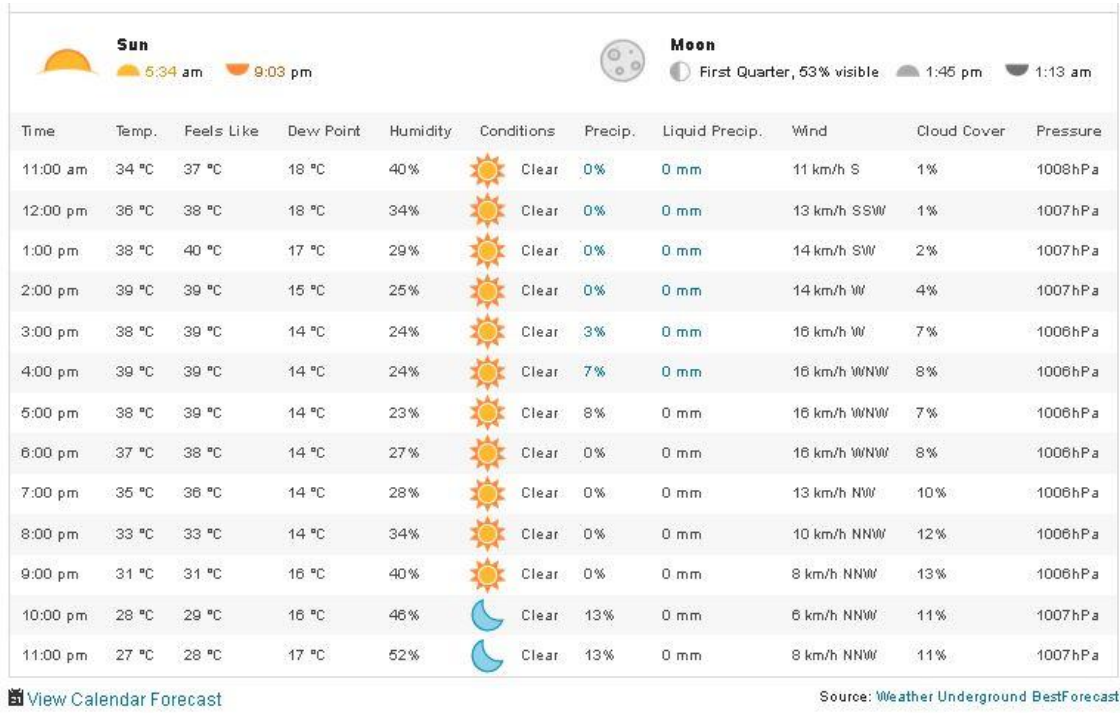 Sun
5:34 am 9:03 pm
Moon
First Quarter, 53% visible 1:45 pm 1:13 am
Time Temp. Feels Like Dew Point Humidity Conditions Precip. Liquid Precip. Wind Cloud Cover Pressure
11:00 am 34 °C 37 °C 18 °C 40% Clear 0% 0 mm 11 km/h S 1% 1008hPa
12:00 pm 36 °C 38 °C 18 °C 34% Clear 0% 0 mm 13 km/h SSW 1% 1007hPa
1:00 pm 38 °C 40 °C 17 °C 29% Clear 0% 0 mm 14 km/h SW 2% 1007hPa
2:00 pm 39 °C 39 °C 15 °C 25% Clear 0% 0 mm 14 km/h W 4% 1007hPa
3:00 pm 38 °C 39 °C 14 °C 24% Clear 3% 0 mm 16 km/h W 7% 1006hPa
4:00 pm 39 °C 39 °C 14 °C 24% Clear 7% 0 mm 16 km/h WNW 8% 1006hPa
5:00 pm 38 °C 39 °C 14 °C 23% Clear 8% 0 mm 16 km/h WNW 7% 1006hPa
6:00 pm 37 °C 38 °C 14 °C 27% Clear 0% 0 mm 16 km/h WNW 8% 1006hPa
7:00 pm 35 °C 36 °C 14 °C 28% Clear 0% 0 mm 13 km/h NW 10% 1006hPa
8:00 pm 33 °C 33 °C 14 °C 34% Clear 0% 0 mm 10 km/h NNW 12% 1006hPa
9:00 pm 31 °C 31 °C 16 °C 40% Clear 0% 0 mm 8 km/h NNW 13% 1006hPa
10:00 pm 28 °C 29 °C 16 °C 46% Clear 13% 0 mm 6 km/h NNW 11% 1007hPa
11:00 pm 27 °C 28 °C 17 °C 52% Clear 13% 0 mm 8 km/h NNW 11% 1007hPa
View Calendar Forecast
Source: Weather Underground BestForecast